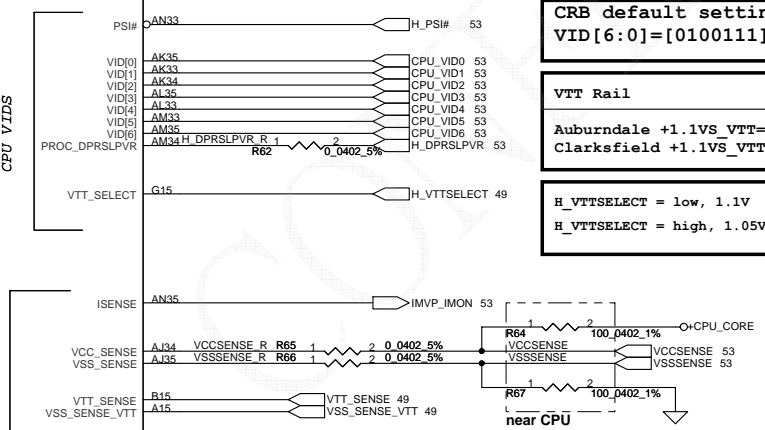 CPU VIDS
PSI# AN33 H_PSI# 53
VID[0] AK35 CPU_VID0 53
VID[1] AK33 CPU_VID1 53
VID[2] AK34 CPU_VID2 53
VID[3] AL35 CPU_VID3 53
VID[4] AL33 CPU_VID4 53
VID[5] AM33 CPU_VID5 53
VID[6] AM35 CPU_VID6 53
PROC_DPRSLPVR AM34 H_DPRSLPVR_R 1 2 H_DPRSLPVR 53
R62 0_0402_5%
VTT_SELECT G15 H_VTTSELECT 49
CRB default settin
VID[6:0]=[0100111]
VTT Rail
Auburndale +1.1VS_VTT=
Clarksfield +1.1VS_VTT
H_VTTSELECT = low, 1.1V
H_VTTSELECT = high, 1.05V
ISENSE AN35 IMVP_IMON 53
R64 1 2 100_0402_1% +CPU_CORE
VCC_SENSE AJ34 VCCSENSE_R R65 1 2 0_0402_5% VCCSENSE VCCSENSE 53
VSS_SENSE AJ35 VSSSENSE_R R66 1 2 0_0402_5% VSSSENSE VSSSENSE 53
R67 1 2 100_0402_1%
VTT_SENSE B15 VTT_SENSE 49
VSS_SENSE_VTT A15 VSS_SENSE_VTT 49
near CPU